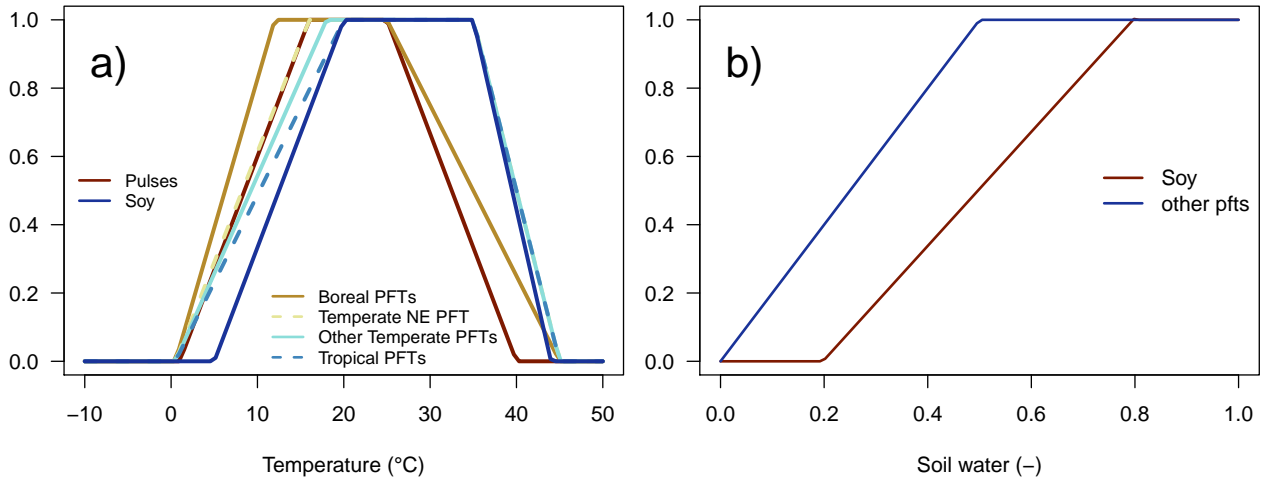 a)
1.0
0.8
0.6
0.4
0.2
0.0
Pulses
Soy
Boreal PFTs
Temperate NE PFT
Other Temperate PFTs
Tropical PFTs
−10 0 10 20 30 40 50
Temperature (°C)
b)
1.0
0.8
0.6
0.4
0.2
0.0
Soy
other pfts
0.0 0.2 0.4 0.6 0.8 1.0
Soil water (−)